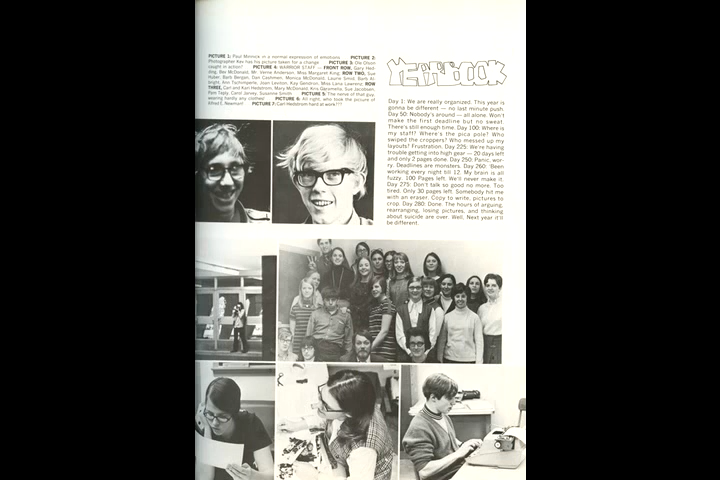 PICTURE 1: Paul Melnick in a normal expression of emotions. PICTURE 2:
Photographer Rex has his picture taken for a change. PICTURE 3: Ole Olson
caught in action? PICTURE 4: WARRIOR STAFF — FRONT ROW, Gary Hed-
ding, Bev McDonald, Mr. Verne Anderson, Miss Margaret King; ROW TWO, Sue
Huber, Barb Bergan, Dan Cashmen, Monica McDonald, Laurie Smid, Barb Al-
bright, Ann Tschimperle, Joan Lawton, Kay Gendron, Miss Lana Lawrenz; ROW
THREE, Carl and Karl Hedstrom, Mary McDonald, Kris Garamella, Sue Jacobsen,
Pam Tapsy, Carol Janvey, Susanne Smith. PICTURE 5: The nerve of that guy,
wearing hardly any clothes! PICTURE 6: All right, who took the picture of
Alfred E. Newman? PICTURE 7: Carl Hedstrom hard at work???
YEARBOOK
Day 1: We are really organized. This year is
gonna be different — no last minute push.
Day 50: Nobody's around — all alone. Won't
make the first deadline but no sweat.
There's still enough time. Day 100: Where is
my staff? Where's the pica pole? Who
swiped the croppers? Who messed up my
layouts? Frustration. Day 225: We're having
trouble getting into high gear — 20 days left
and only 2 pages done. Day 250: Panic, wor-
ry. Deadlines are monsters. Day 260: Been
working every night till 12. My brain is all
fuzzy. 100 Pages left. We'll never make it.
Day 275: Don't talk so good no more. Too
tired. Only 30 pages left. Somebody hit me
with an eraser. Copy to write, pictures to
crop. Day 280: Done. The hours of arguing,
rearranging, losing pictures, and thinking
about suicide are over. Well, Next year it'll
be different.